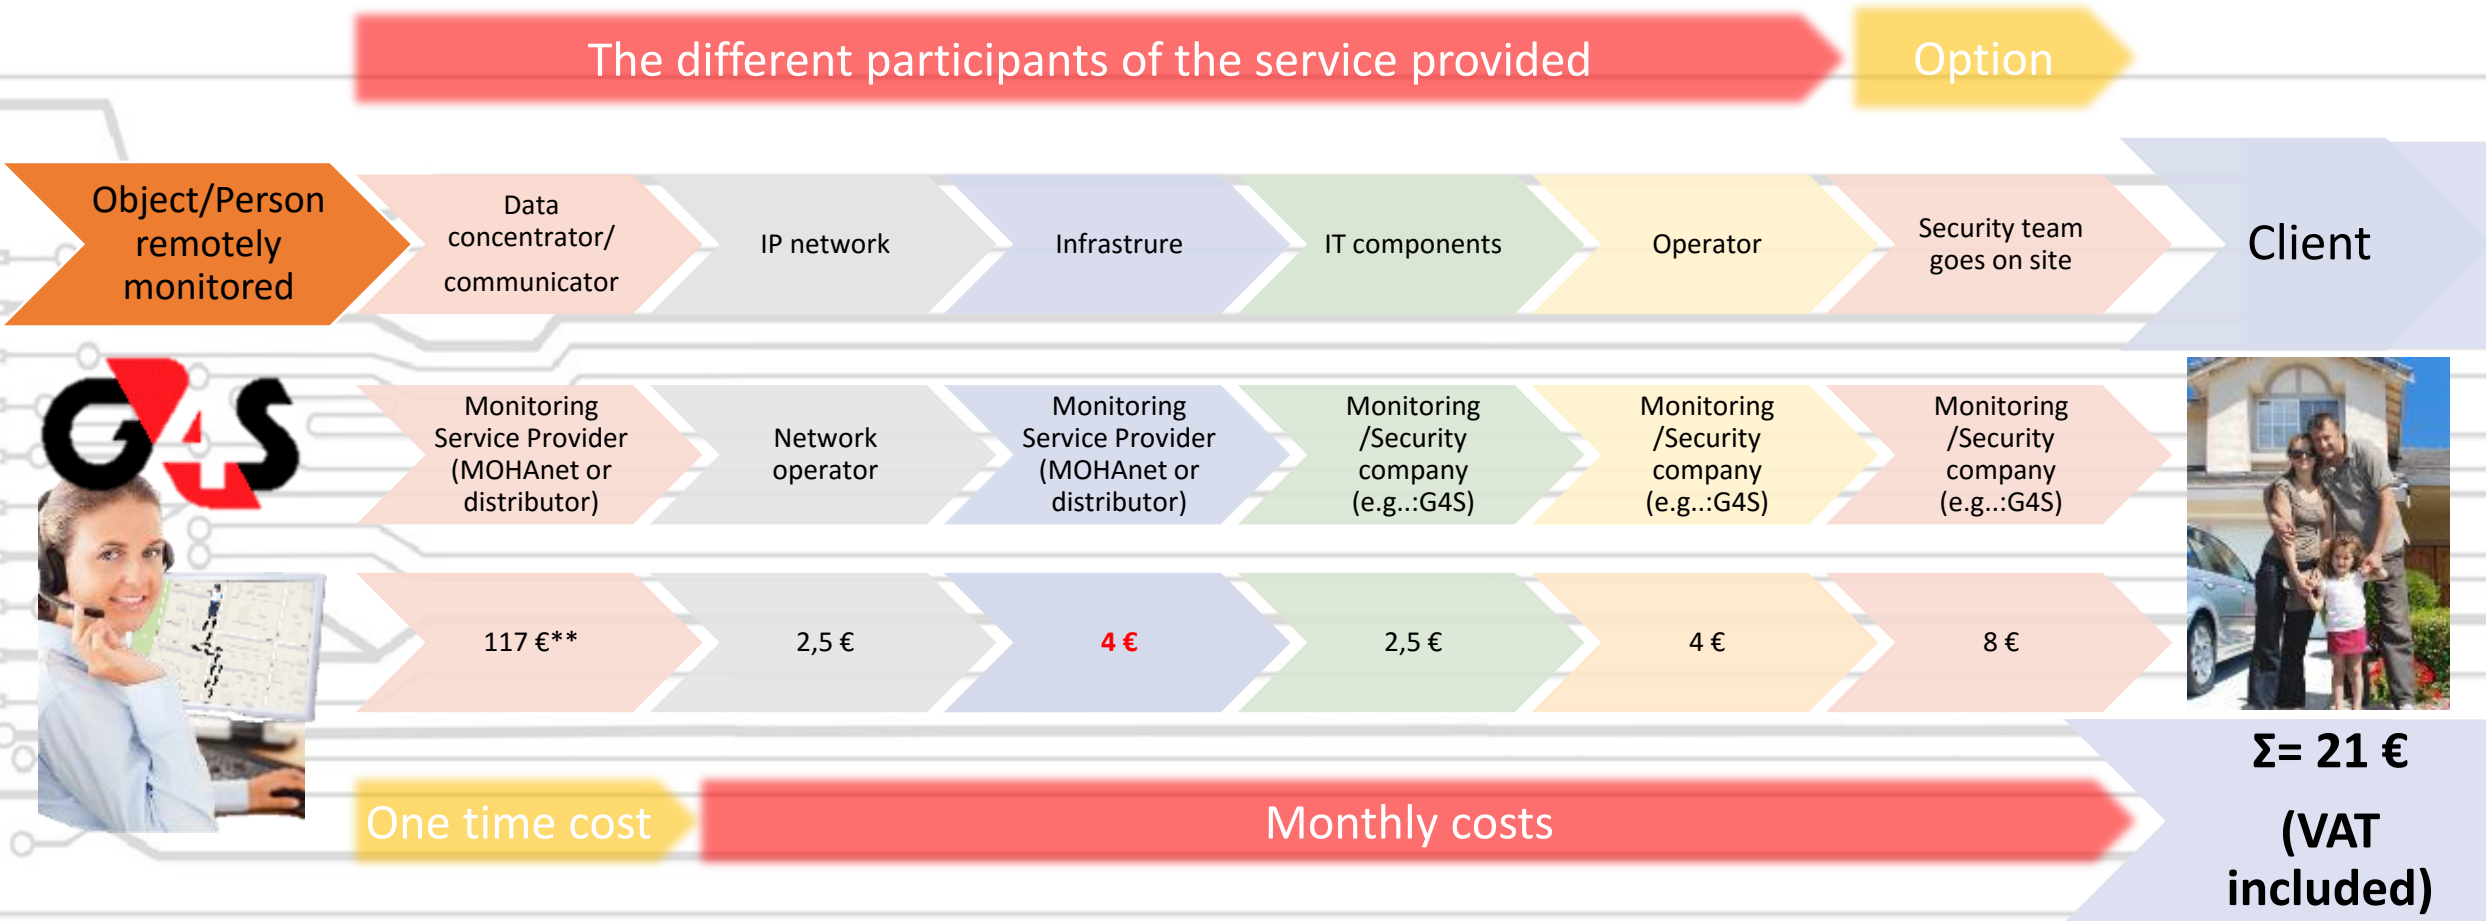 The different participants of the service provided
Option
Object/Person
remotely
monitored
Data
concentrator/
communicator
IP network
Infrastrure
IT components
Operator
Security team
goes on site
Client
G4S
Monitoring
Service Provider
(MOHAnet or
distributor)
Network
operator
Monitoring
Service Provider
(MOHAnet or
distributor)
Monitoring
/Security
company
(e.g..:G4S)
Monitoring
/Security
company
(e.g..:G4S)
Monitoring
/Security
company
(e.g..:G4S)
117 €**
2,5 €
4 €
2,5 €
4 €
8 €
One time cost
Monthly costs
Σ= 21 €
(VAT
included)